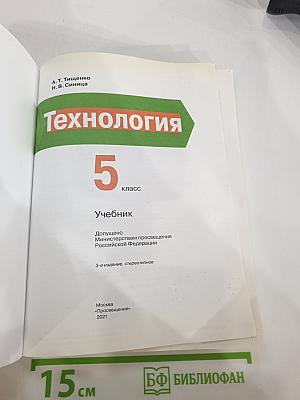 А. Т. Тищенко
Н. В. Синица
Технология
5
класс
Учебник
Допущено
Министерством просвещения
Российской Федерации
3-е издание, стереотипное
Москва
«Просвещение»
2021
15 см
БФ БИБЛИОФАН